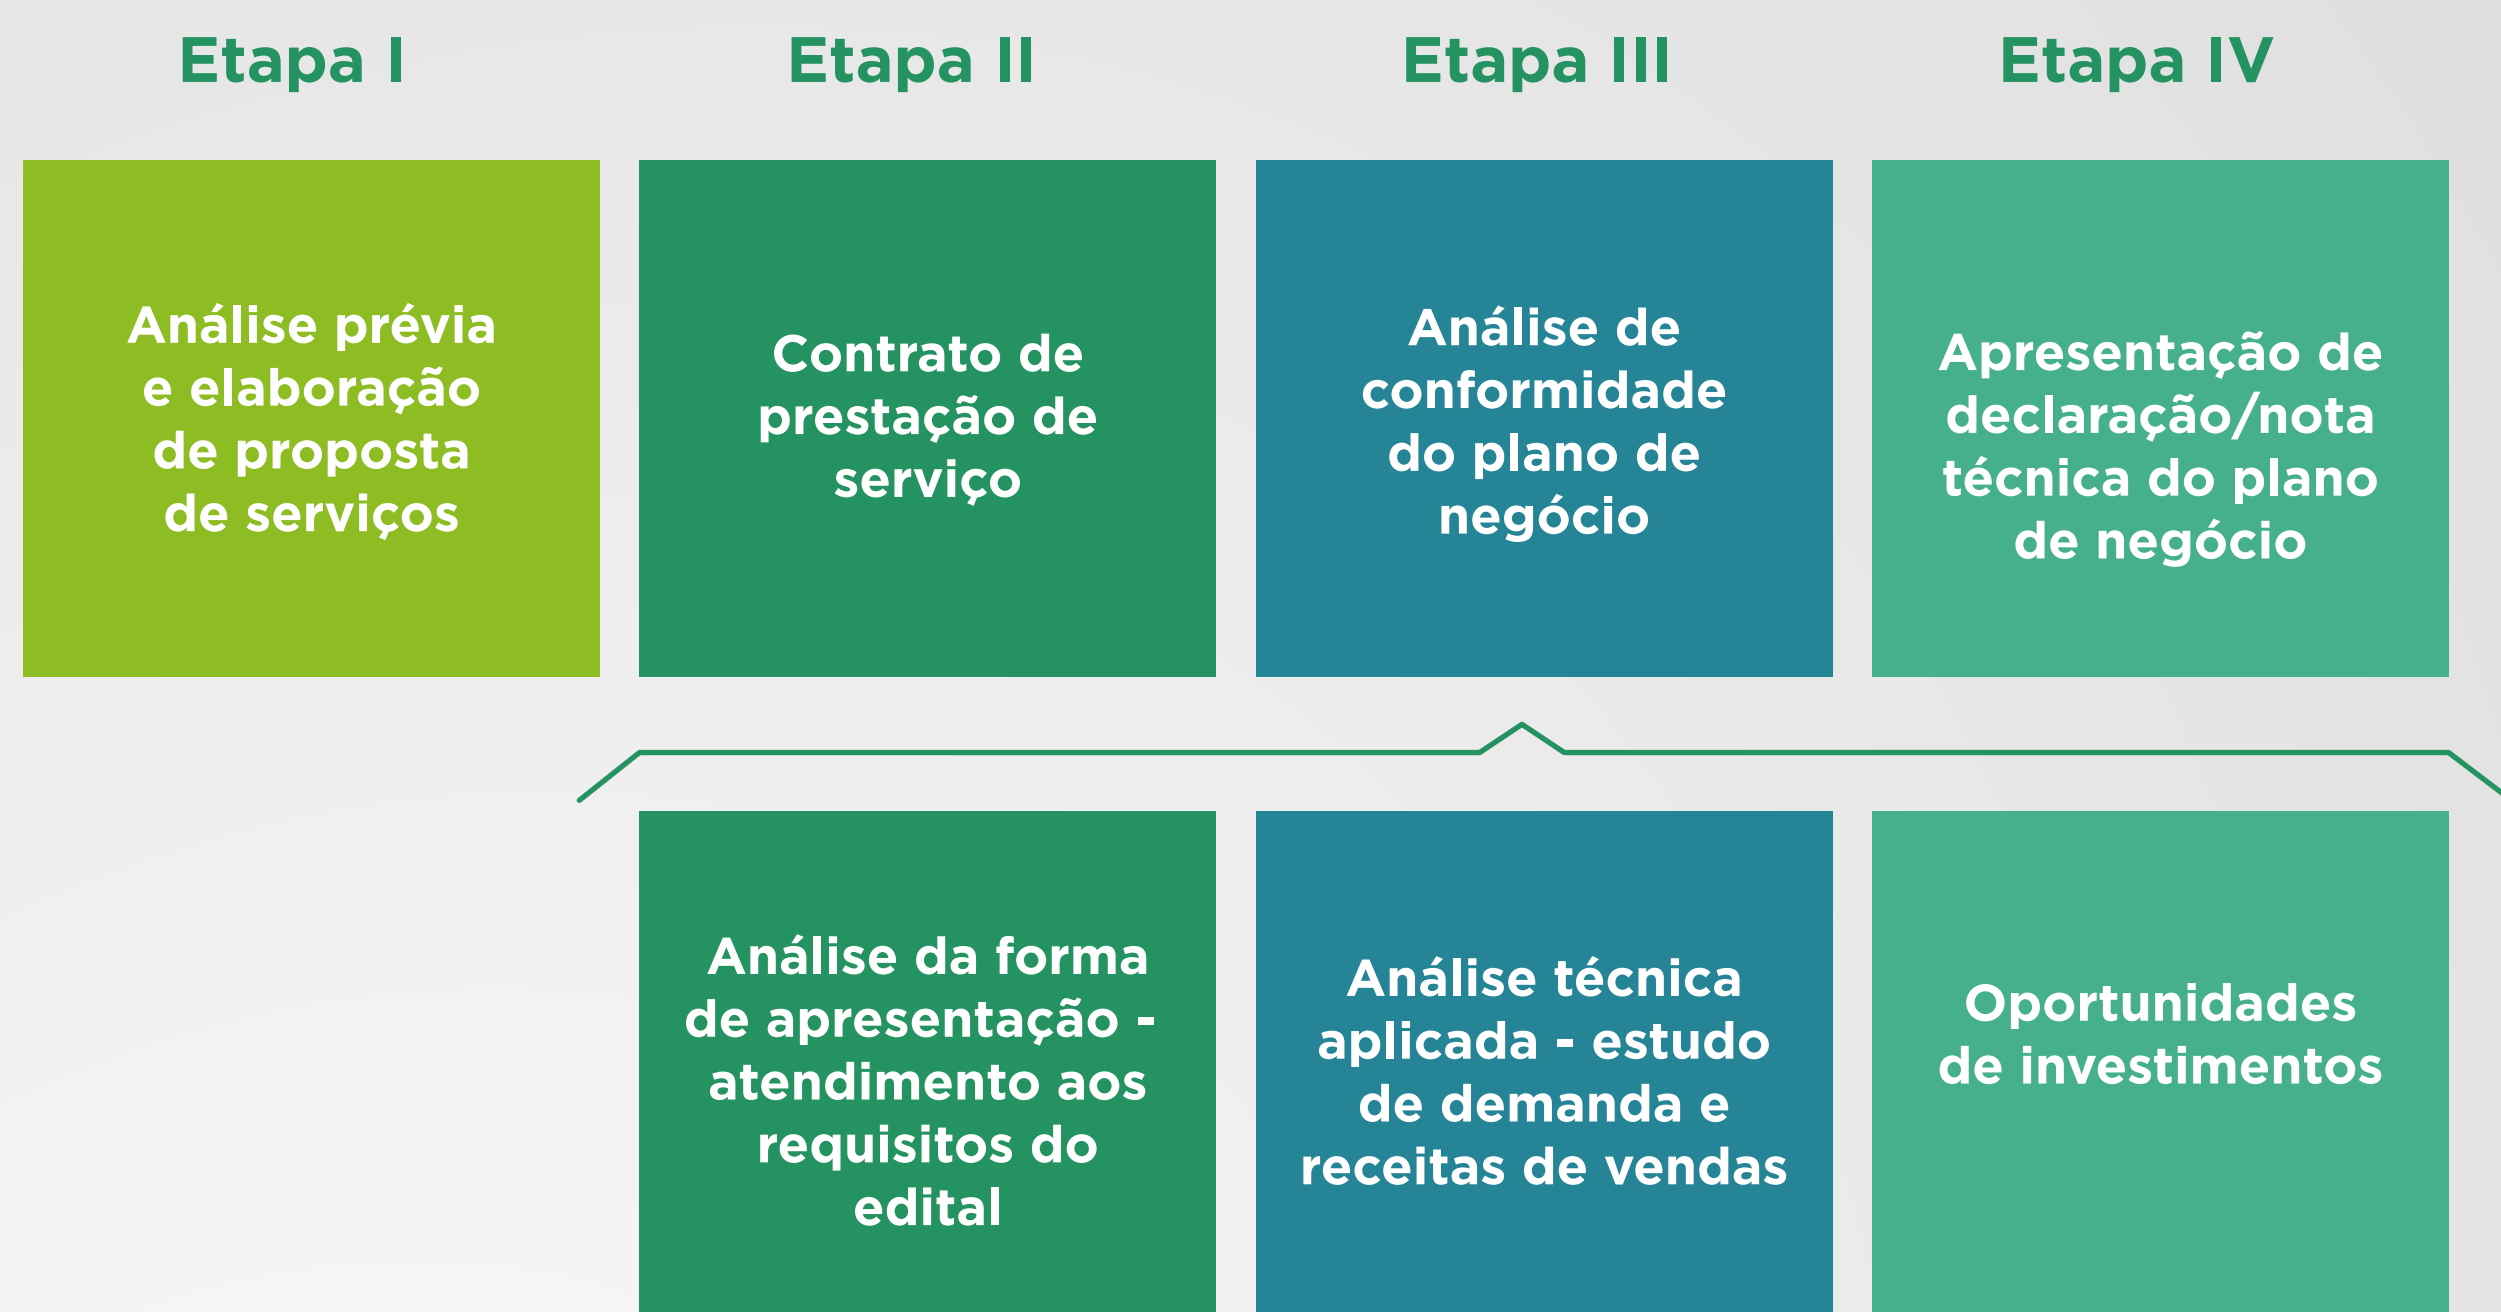 Etapa I
Etapa II
Etapa III
Etapa IV
Análise prévia
e elaboração
de proposta
de serviços
Contrato de
prestação de
serviço
Análise de
conformidade
do plano de
negócio
Apresentação de
declaração/nota
técnica do plano
de negócio
Análise da forma
de apresentação -
atendimento aos
requisitos do
edital
Análise técnica
aplicada - estudo
de demanda e
receitas de vendas
Oportunidades
de investimentos